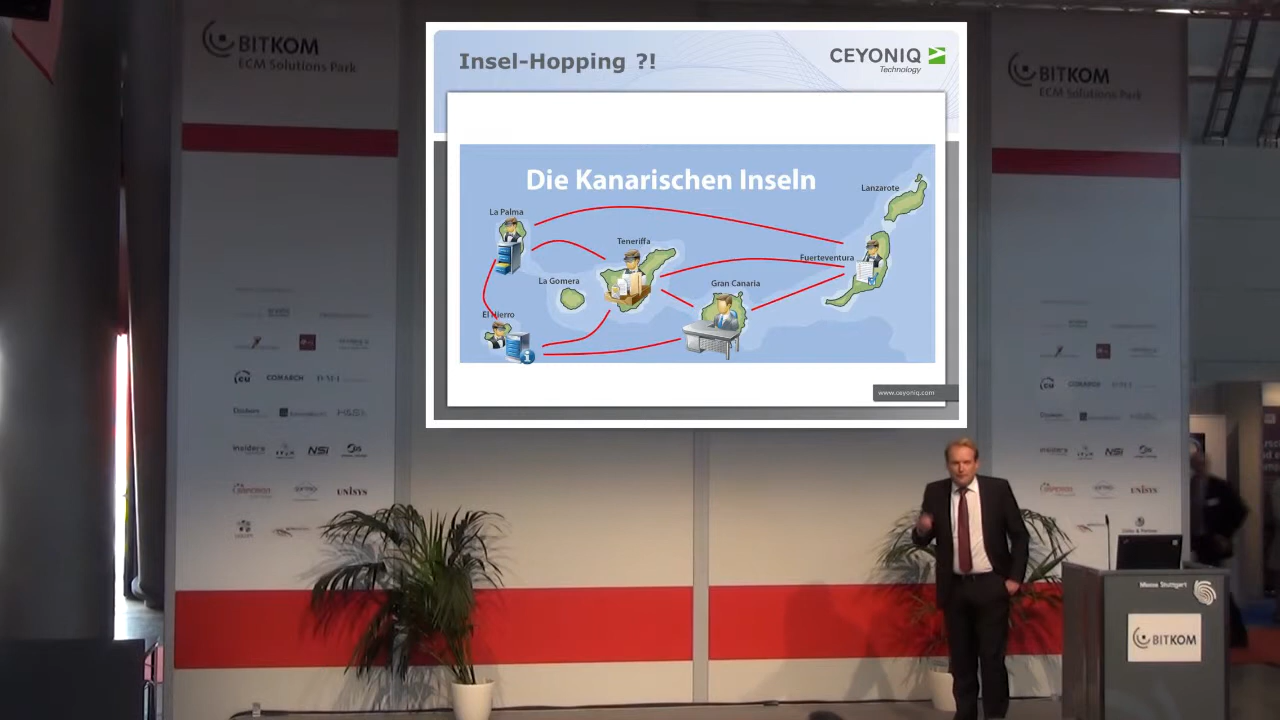 BITKOM
ECM Solutions Park
Insel-Hopping ?!
CEYONIQ
Technology
BITKOM
ECM Solutions Park
Die Kanarischen Inseln
Lanzarote
La Palma
Teneriffa
Fuerteventura
La Gomera
Gran Canaria
El Hierro
www.ceyoniq.com
COMARCH
insiders
NSI
UNISYS
COMARCH
insiders
NSI
UNISYS
Messe Stuttgart
BITKOM